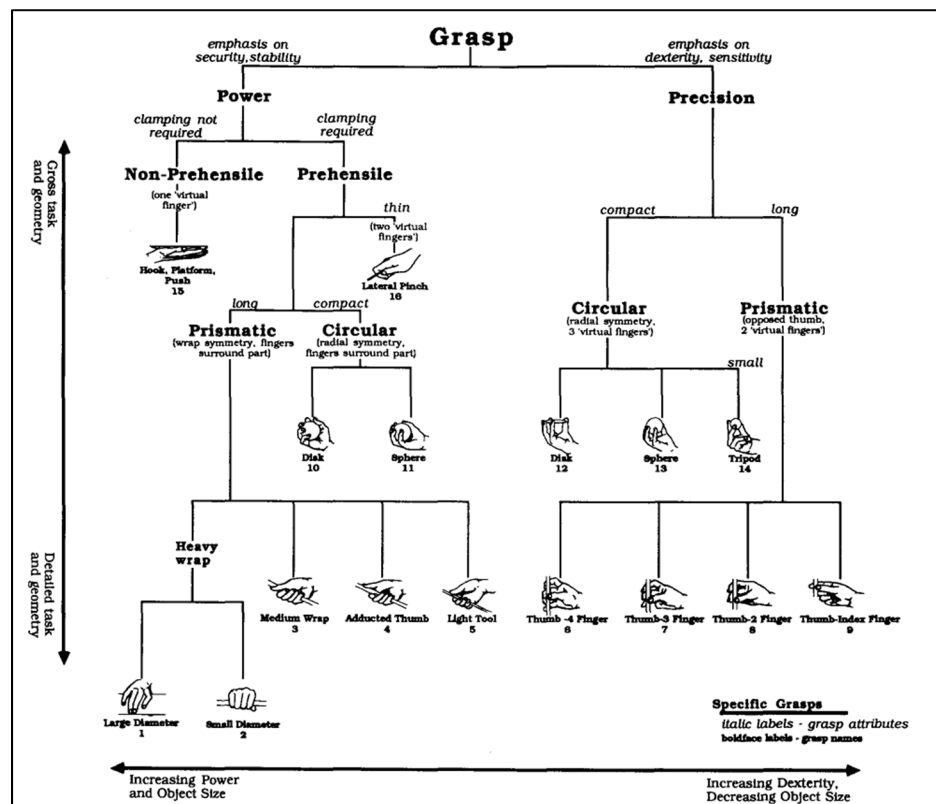 Grasp
emphasis on
security,stability
emphasis on
dexterity, sensitivity
Power
Precision
clamping not
required
clamping
required
Gross task
and geometry
Non-Prehensile
(one 'virtual
finger')
Prehensile
thin
(two 'virtual
fingers')
compact
long
Hook, Platform,
Push
15
Lateral Pinch
16
long
compact
Prismatic
(wrap symmetry, fingers
surround part)
Circular
(radial symmetry,
fingers surround part)
Circular
(radial symmetry,
3 'virtual fingers')
Prismatic
(opposed thumb,
2 'virtual fingers')
small
Disk
10
Sphere
11
Disk
12
Sphere
13
Tripod
14
Detailed task
and geometry
Heavy
wrap
Medium Wrap
3
Adducted Thumb
4
Light Tool
5
Thumb -4 Finger
6
Thumb-3 Finger
7
Thumb-2 Finger
8
Thumb-Index Finger
9
Large Diameter
1
Small Diameter
2
Specific Grasps
italic labels - grasp attributes
boldface labels - grasp names
Increasing Power
and Object Size
Increasing Dexterity,
Decreasing Object Size